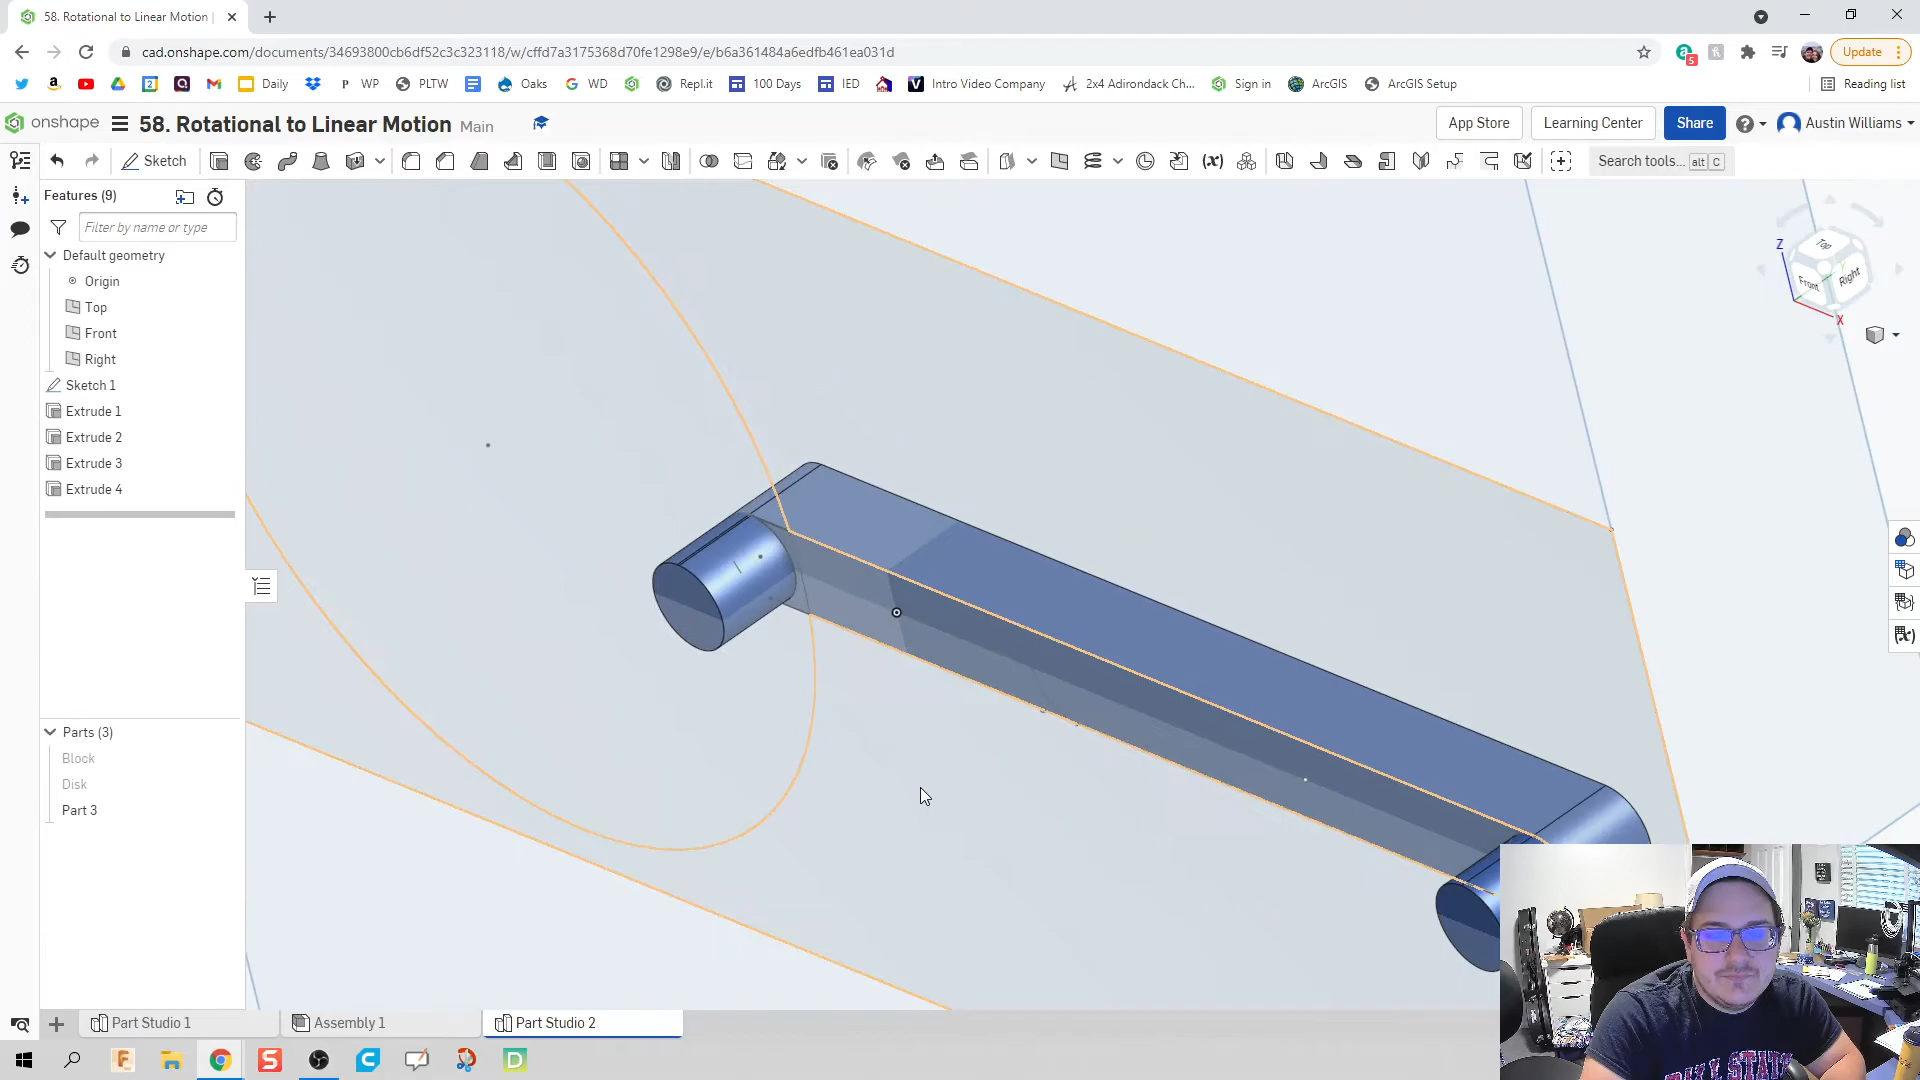 58. Rotational to Linear Motion |
cad.onshape.com/documents/34693800cb6df52c3c323118/w/cffd7a3175368d70fe1298e9/e/b6a361484a6edfb461ea031d
5
Update
Daily
WP
PLTW
Oaks
WD
Repl.it
100 Days
IED
Intro Video Company
2x4 Adirondack Ch...
Sign in
ArcGIS
ArcGIS Setup
Reading list
onshape
58. Rotational to Linear Motion Main
App Store
Learning Center
Share
Austin Williams
Sketch
Search tools... alt C
Features (9)
Filter by name or type
Default geometry
Origin
Top
Front
Right
Sketch 1
Extrude 1
Extrude 2
Extrude 3
Extrude 4
Z
Top
Front
Right
X
Parts (3)
Block
Disk
Part 3
Part Studio 1
Assembly 1
Part Studio 2